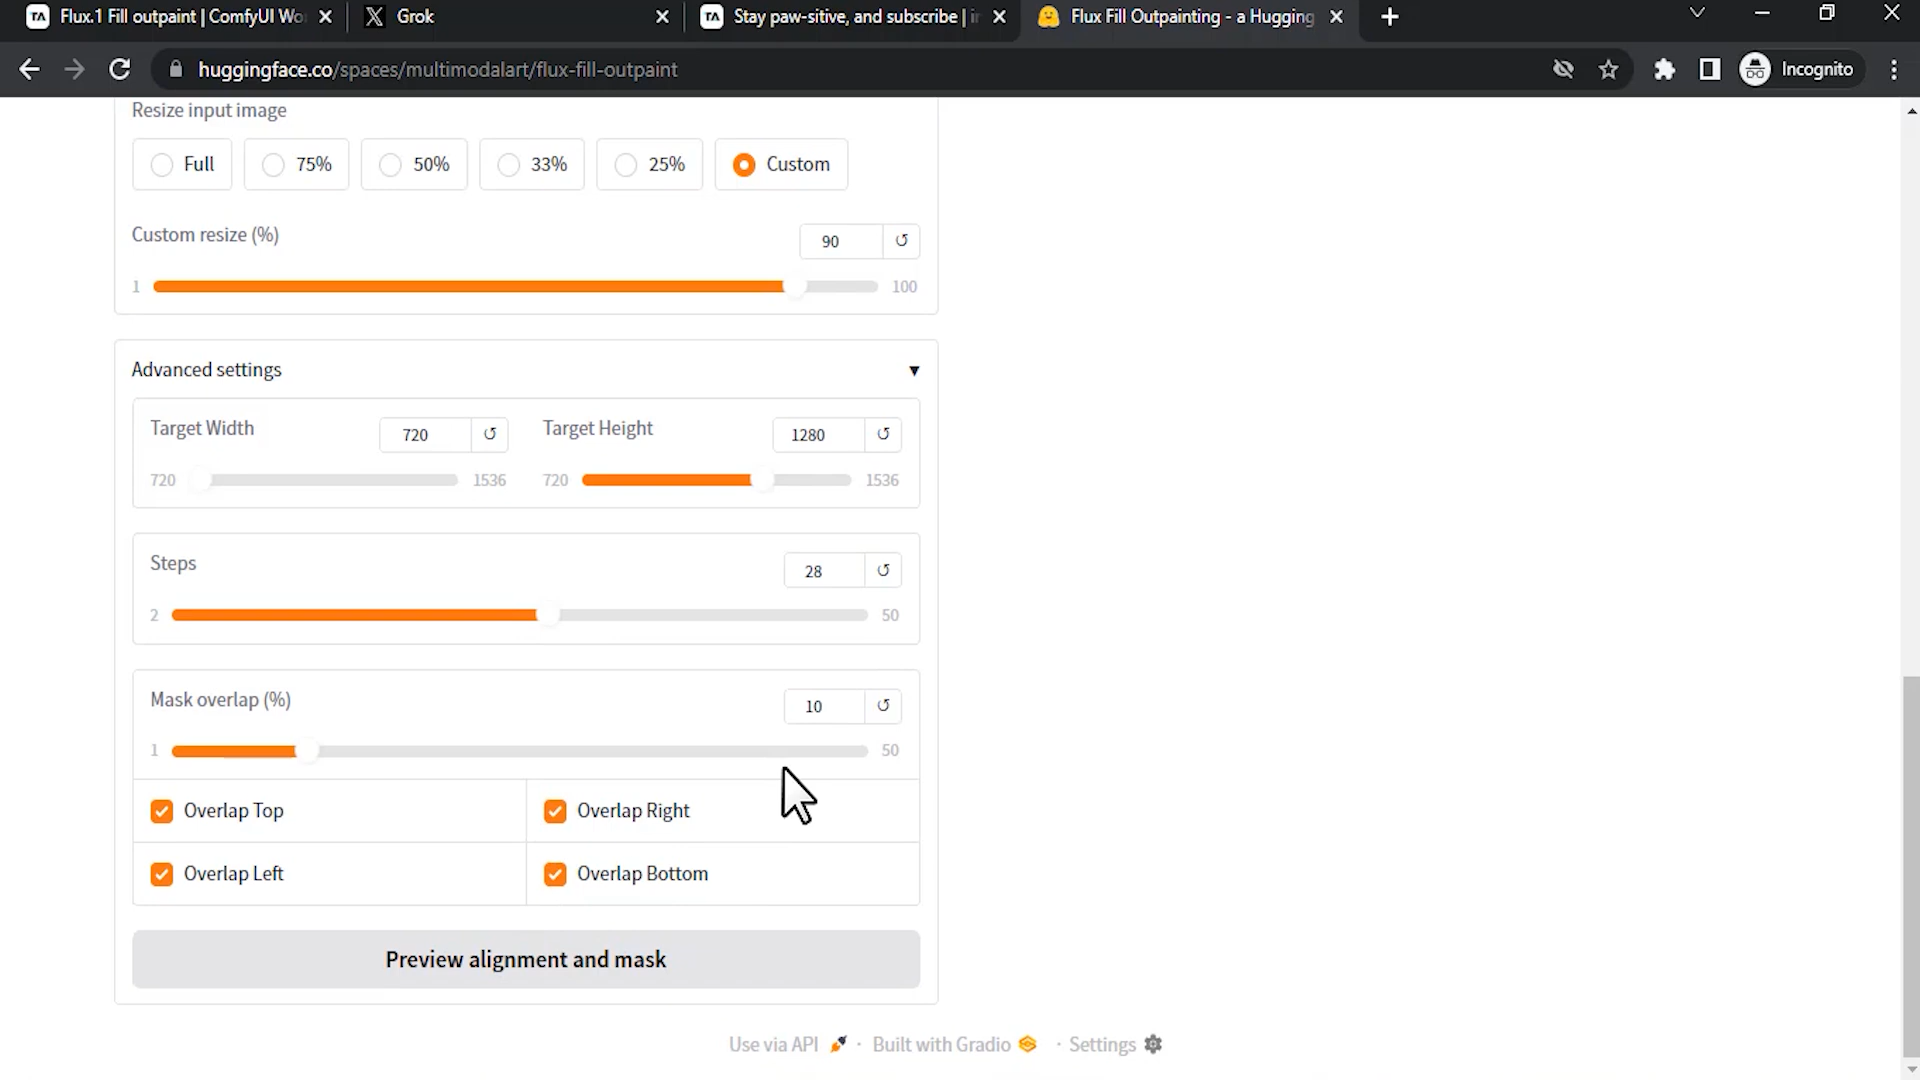 Flux.1 Fill outpaint | ComfyUI Wo
Grok
Stay paw-sitive, and subscribe | i
Flux Fill Outpainting - a Hugging
huggingface.co/spaces/multimodalart/flux-fill-outpaint
Incognito
Resize input image
Full 75% 50% 33% 25% Custom
Custom resize (%)
90
1 100
Advanced settings
Target Width 720 Target Height 1280
720 1536 720 1536
Steps
28
2 50
Mask overlap (%)
10
1 50
Overlap Top Overlap Right
Overlap Left Overlap Bottom
Preview alignment and mask
Use via API · Built with Gradio · Settings